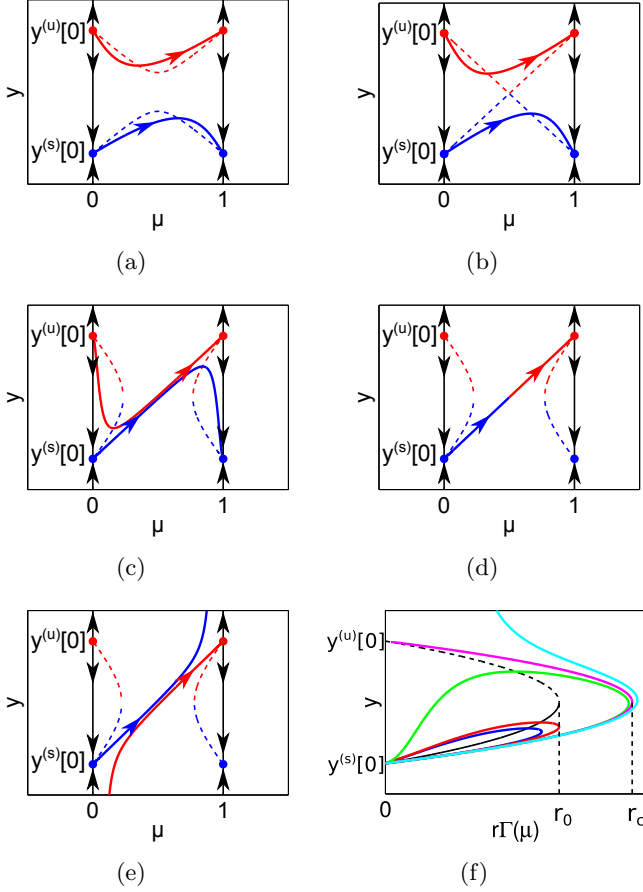 y(u)[0]
y
y(s)[0]
0 1
μ
(a)
y(u)[0]
y
y(s)[0]
0 1
μ
(b)
y(u)[0]
y
y(s)[0]
0 1
μ
(c)
y(u)[0]
y
y(s)[0]
0 1
μ
(d)
y(u)[0]
y
y(s)[0]
0 1
μ
(e)
y(u)[0]
y
y(s)[0]
0 r0 rc
rΓ(μ)
(f)